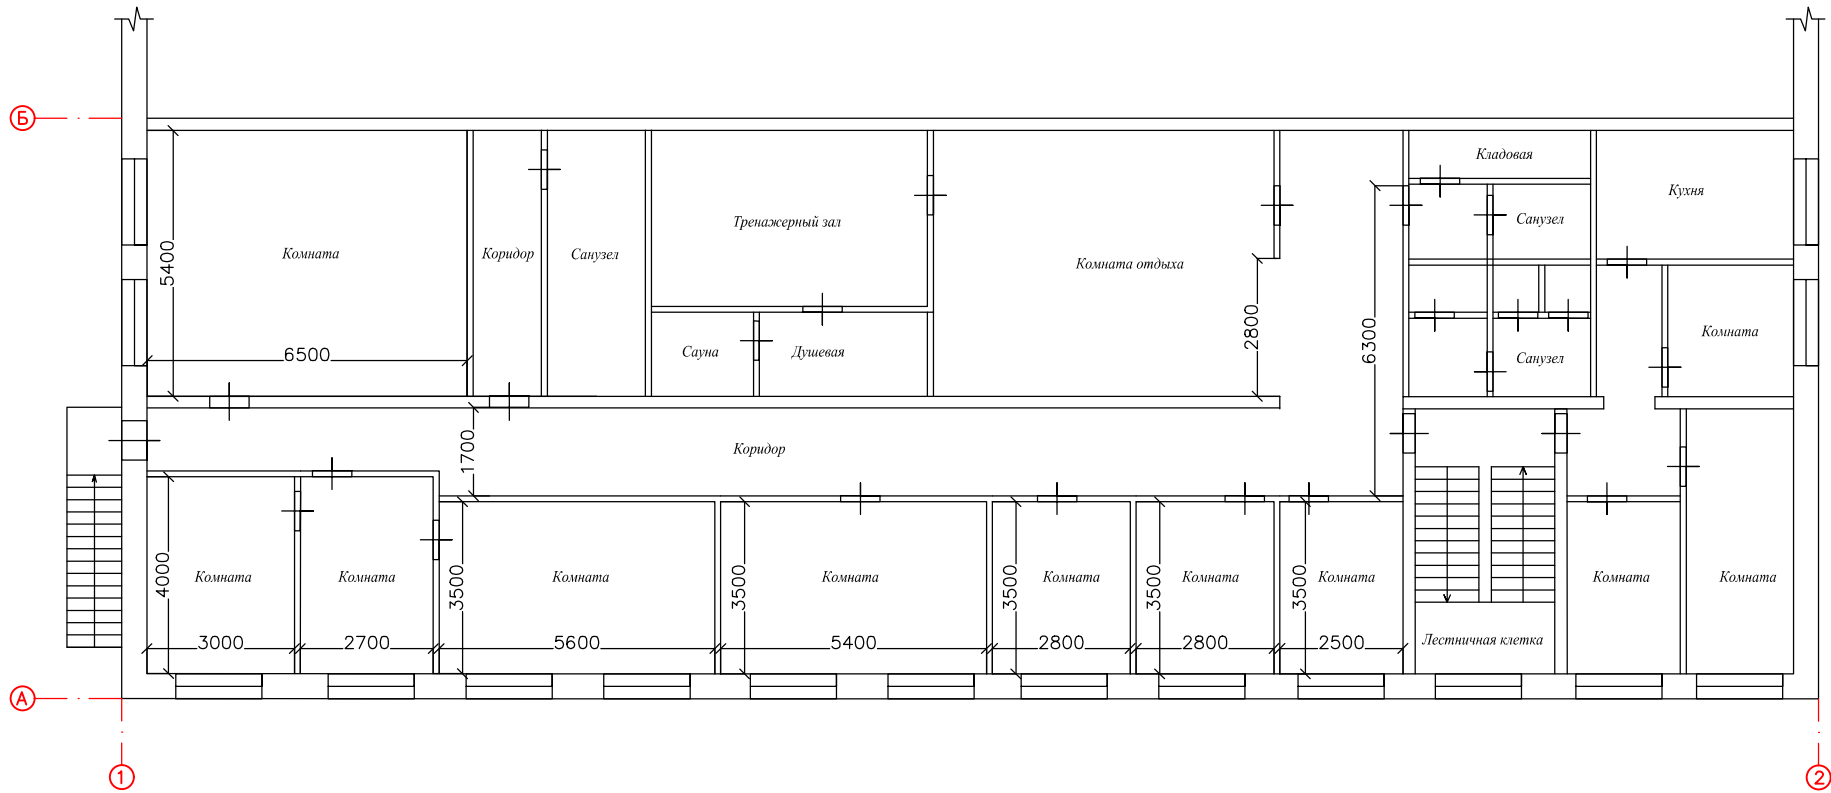 Б
Кладовая
Кухня
Санузел
Тренажерный зал
Комната
Коридор
Санузел
Комната отдыха
5400
2800
6300
Комната
Сауна
Душевая
Санузел
6500
Коридор
1700
4000
3500
3500
3500
3500
3500
Комната
Комната
Комната
Комната
Комната
Комната
Комната
Комната
Комната
3000
2700
5600
5400
2800
2800
2500
Лестничная клетка
А
1
2